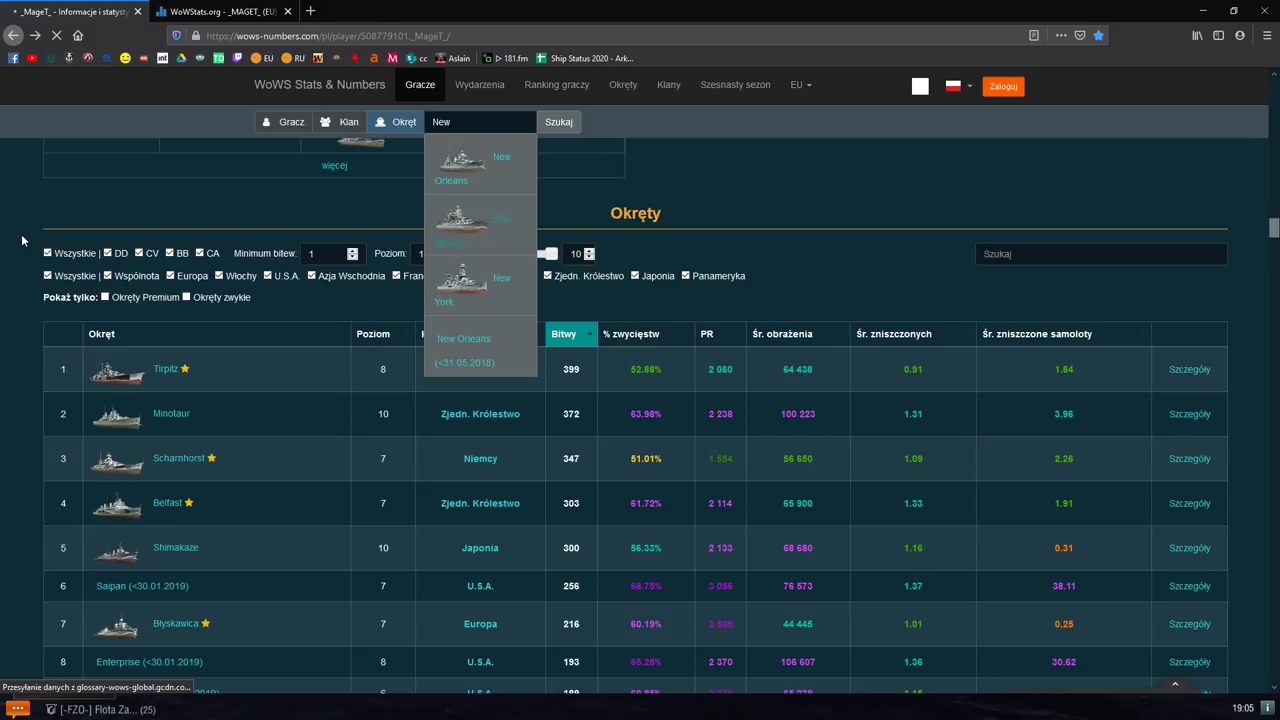 _MageT_ - Informacje i statysty
WoWStats.org - _MAGET_ (EU)
https://wows-numbers.com/pl/player/508779101,_MageT_/
int
TD
EU
RU
cc
Aslain
▷ 181.fm
Ship Status 2020 - Ark...
WoWS Stats & Numbers
Gracze
Wydarzenia
Ranking graczy
Okręty
Klany
Szesnasty sezon
EU
Zaloguj
Gracz
Klan
Okręt
New
Szukaj
New
Orleans
New
York
New Orleans
(<31.05.2018)
więcej
Okręty
Wszystkie | DD CV BB CA Minimum bitew: 1 Poziom: 1 10 Szukaj
Wszystkie | Wspólnota Europa Włochy U.S.A. Azja Wschodnia Zjedn. Królestwo Japonia Panameryka
Pokaż tylko: Okręty Premium Okręty zwykłe
Okręt Poziom Bitwy % zwycięstw PR Śr. obrażenia Śr. zniszczonych Śr. zniszczone samoloty
1 Tirpitz 8 399 52.88% 2 060 64 438 0.91 1.84 Szczegóły
2 Minotaur 10 Zjedn. Królestwo 372 63.98% 2 238 100 223 1.31 3.96 Szczegóły
3 Scharnhorst 7 Niemcy 347 51.01% 1 554 56 650 1.09 2.26 Szczegóły
4 Belfast 7 Zjedn. Królestwo 303 61.72% 2 114 65 900 1.33 1.91 Szczegóły
5 Shimakaze 10 Japonia 300 56.33% 2 133 68 680 1.16 0.31 Szczegóły
6 Saipan (<30.01.2019) 7 U.S.A. 256 68.75% 3 056 76 573 1.37 38.11 Szczegóły
7 Błyskawica 7 Europa 216 60.19% 44 445 1.01 0.25 Szczegóły
8 Enterprise (<30.01.2019) 8 U.S.A. 193 65.28% 2 370 106 607 1.36 30.62 Szczegóły
Przesyłanie danych z glossary-wows-global.gcdn.co...
[-FZO-] Flota Za... (25)
19:05